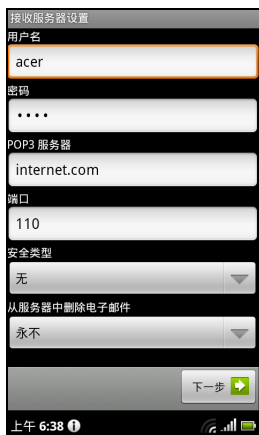 接收服务器设置
用户名
acer
密码
••••
POP3 服务器
internet.com
端口
110
安全类型
无
从服务器中删除电子邮件
永不
下一步
上午 6:38